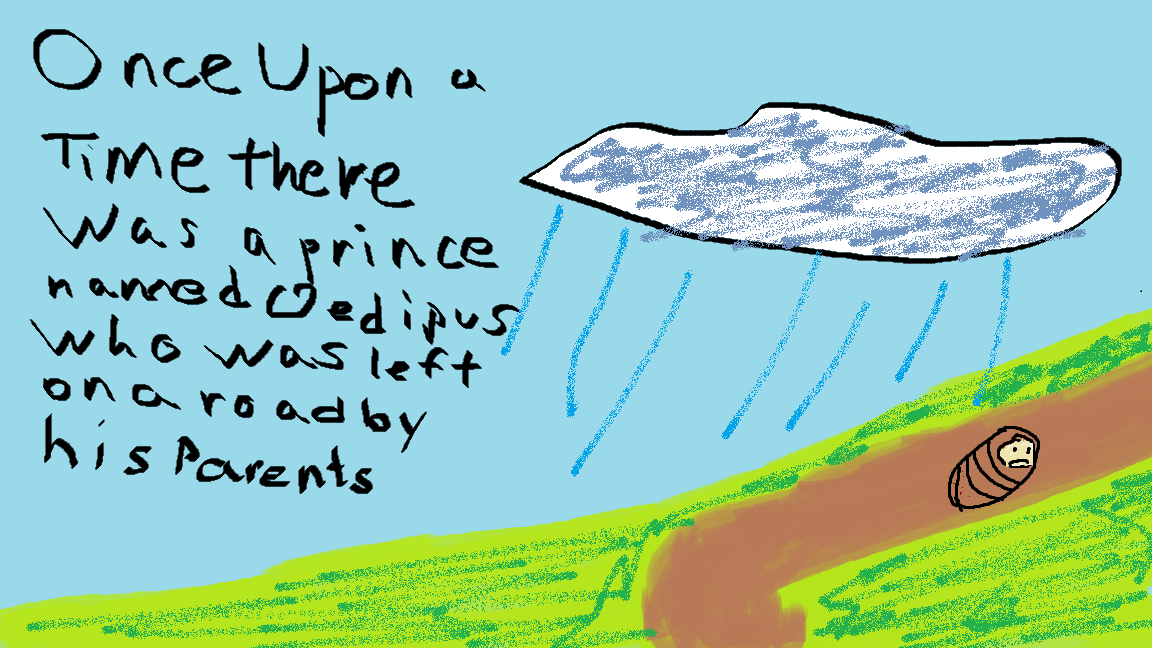 Once Upon a
Time there
was a prince
named Oedipus
who was left
on a road by
his Parents